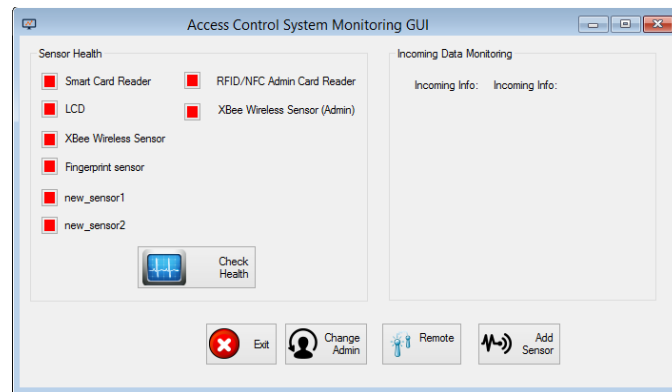 Access Control System Monitoring GUI
Sensor Health
Smart Card Reader
RFID/NFC Admin Card Reader
LCD
XBee Wireless Sensor (Admin)
XBee Wireless Sensor
Fingerprint sensor
new_sensor1
new_sensor2
Check
Health
Incoming Data Monitoring
Incoming Info: Incoming Info:
Exit
Change
Admin
Remote
Add
Sensor